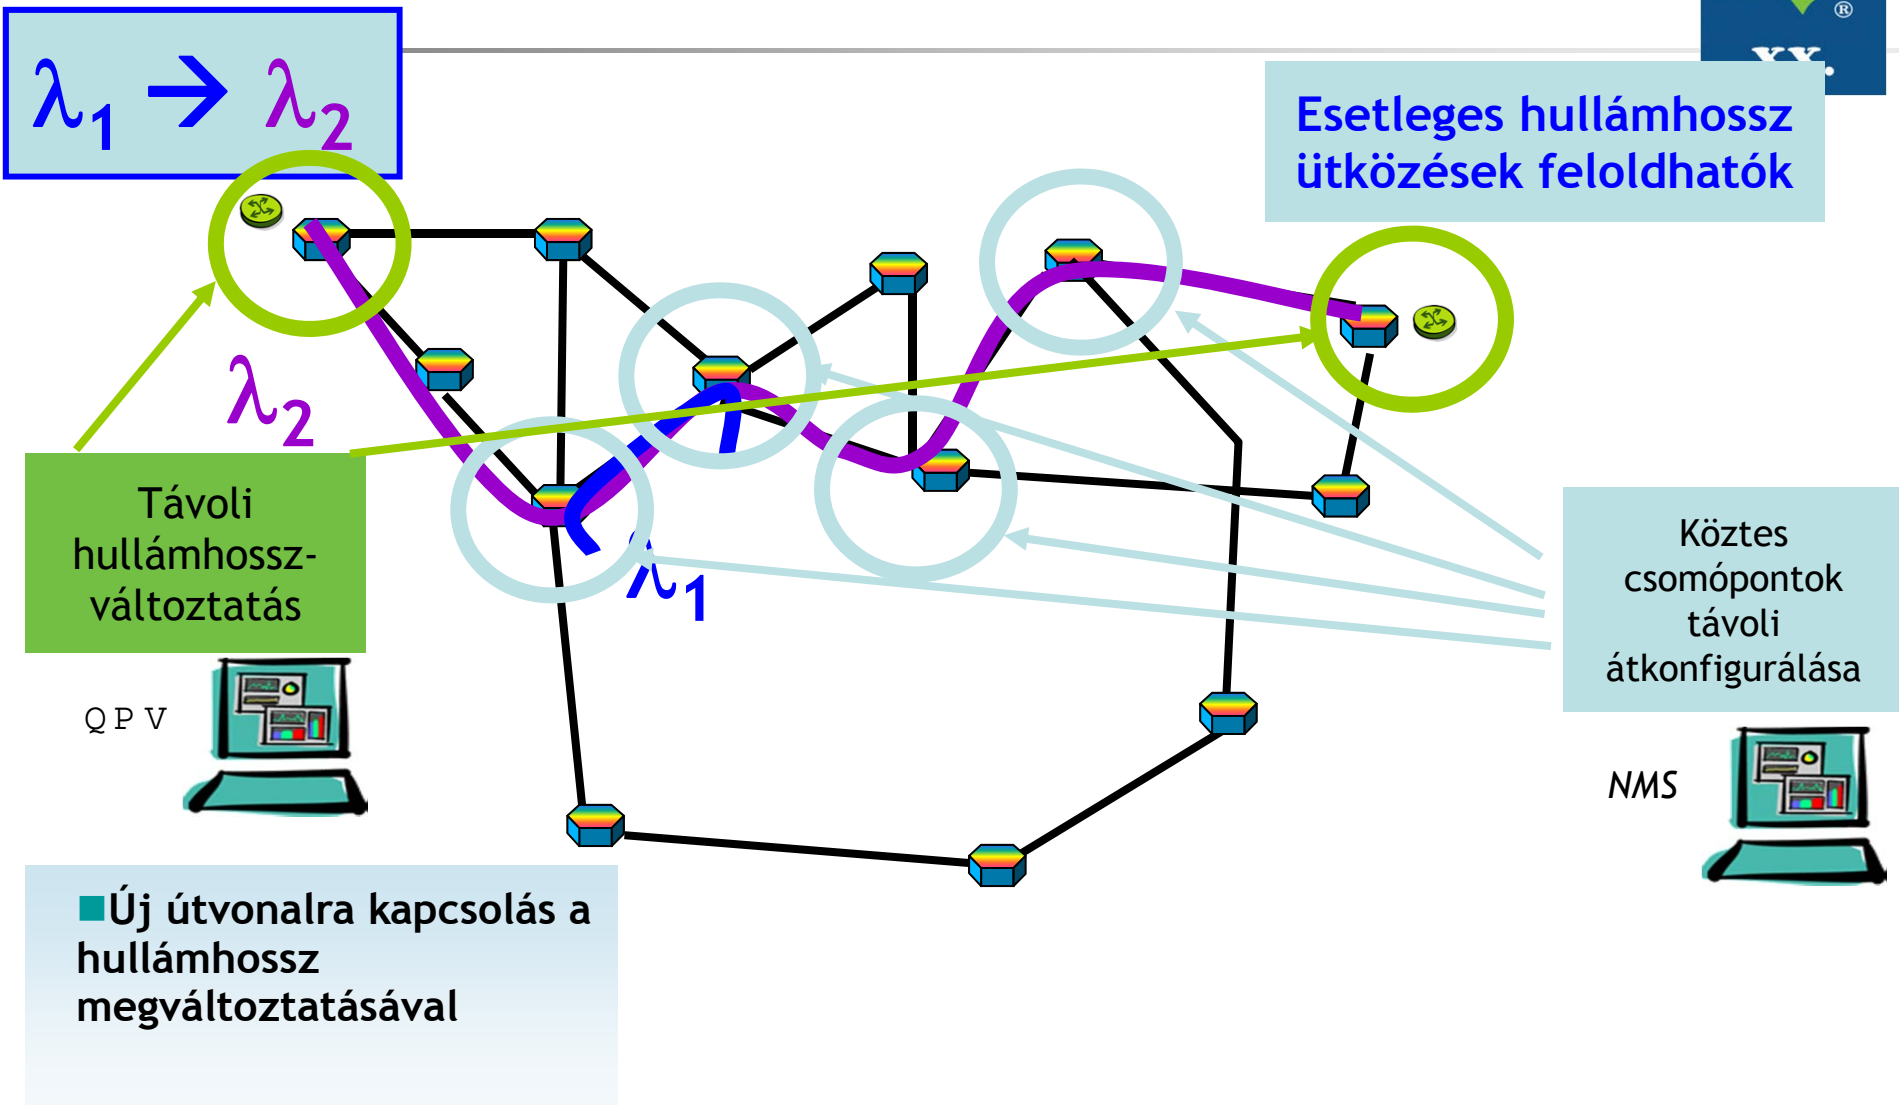 λ1 → λ2
®
XX.
Esetleges hullámhossz
ütközések feloldhatók
λ2
Távoli
hullámhossz-
változtatás
λ1
Köztes
csomópontok
távoli
átkonfigurálása
Q P V
NMS
Új útvonalra kapcsolás a
hullámhossz
megváltoztatásával